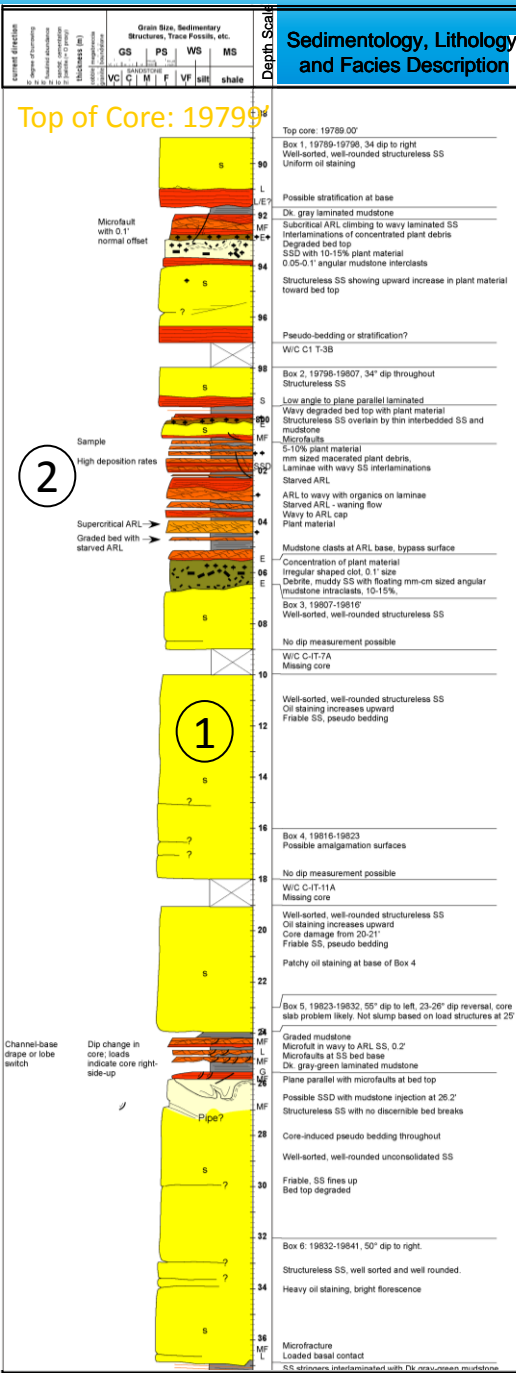 current direction
thickness (m)
Grain Size, Sedimentary
Structures, Trace Fossils, etc.
GS PS WS MS
SANDSTONE
VC C M F VF silt shale
Depth Scale
Sedimentology, Lithology
and Facies Description
Top of Core: 19799'
Top core: 19789.00'
Box 1, 19789-19798, 34 dip to right
Well-sorted, well-rounded structureless SS
Uniform oil staining
90
S
L
L/E?
Possible stratification at base
92
Dk. gray laminated mudstone
Microfault
with 0.1'
normal offset
MF
E
Subcritical ARL climbing to wavy laminated SS
Interlaminations of concentrated plant debris
Degraded bed top
SSD with 10-15% plant material
0.05-0.1' angular mudstone interclasts
94
S
Structureless SS showing upward increase in plant material
toward bed top
?
96
Pseudo-bedding or stratification?
W/C C1 T-3B
98
Box 2, 19798-19807, 34° dip throughout
Structureless SS
S
S
Low angle to plane parallel laminated
Wavy degraded bed top with plant material
Structureless SS overlain by thin interbedded SS and
mudstone
S
MF
Microfaults
Sample
5-10% plant material
mm sized macerated plant debris,
Laminae with wavy SS interlaminations
High deposition rates
SSD
02
2
Starved ARL
ARL to wavy with organics on laminae
Starved ARL - waning flow
Wavy to ARL cap
Plant material
Supercritical ARL
04
Graded bed with
starved ARL
Mudstone clasts at ARL base, bypass surface
E
Concentration of plant material
Irregular shaped clot, 0.1' size
Debrite, muddy SS with floating mm-cm sized angular
mudstone intraclasts, 10-15%,
06
E
Box 3, 19807-19816'
Well-sorted, well-rounded structureless SS
S
08
No dip measurement possible
W/C C-IT-7A
Missing core
10
Well-sorted, well-rounded structureless SS
Oil staining increases upward
Friable SS, pseudo bedding
1
12
S
14
?
16
Box 4, 19816-19823
Possible amalgamation surfaces
?
?
No dip measurement possible
18
W/C C-IT-11A
Missing core
Well-sorted, well-rounded structureless SS
Oil staining increases upward
Core damage from 20-21'
Friable SS, pseudo bedding
20
Patchy oil staining at base of Box 4
S
22
Box 5, 19823-19832, 55° dip to left, 23-26° dip reversal, core
slab problem likely. Not slump based on load structures at 25'
24
Channel-base
drape or lobe
switch
Dip change in
core; loads
indicate core right-
side-up
MF
L
MF
G
MF
Graded mudstone
Microfult in wavy to ARL SS, 0.2'
Microfaults at SS bed base
Dk. gray-green laminated mudstone
Plane parallel with microfaults at bed top
26
Possible SSD with mudstone injection at 26.2'
MF
Structureless SS with no discernible bed breaks
Pipe?
28
Core-induced pseudo bedding throughout
Well-sorted, well-rounded unconsolidated SS
S
?
30
Friable, SS fines up
Bed top degraded
32
Box 6: 19832-19841, 50° dip to right.
?
?
Structureless SS, well sorted and well rounded.
34
Heavy oil staining, bright florescence
S
36
MF
L
Microfracture
Loaded basal contact
SS stringers interlaminated with Dk gray-green mudstone